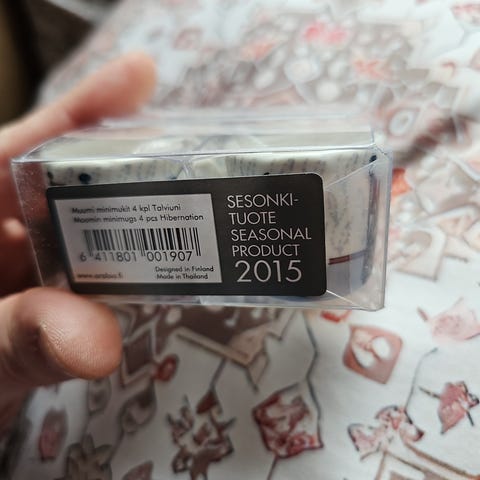 Muumi minimukit 4 kpl Talviuni
Moomin minimugs 4 pcs Hibernation
6 411801 001907
www.arabia.fi
Designed in Finland
Made in Thailand
SESONKI-
TUOTE
SEASONAL
PRODUCT
2015